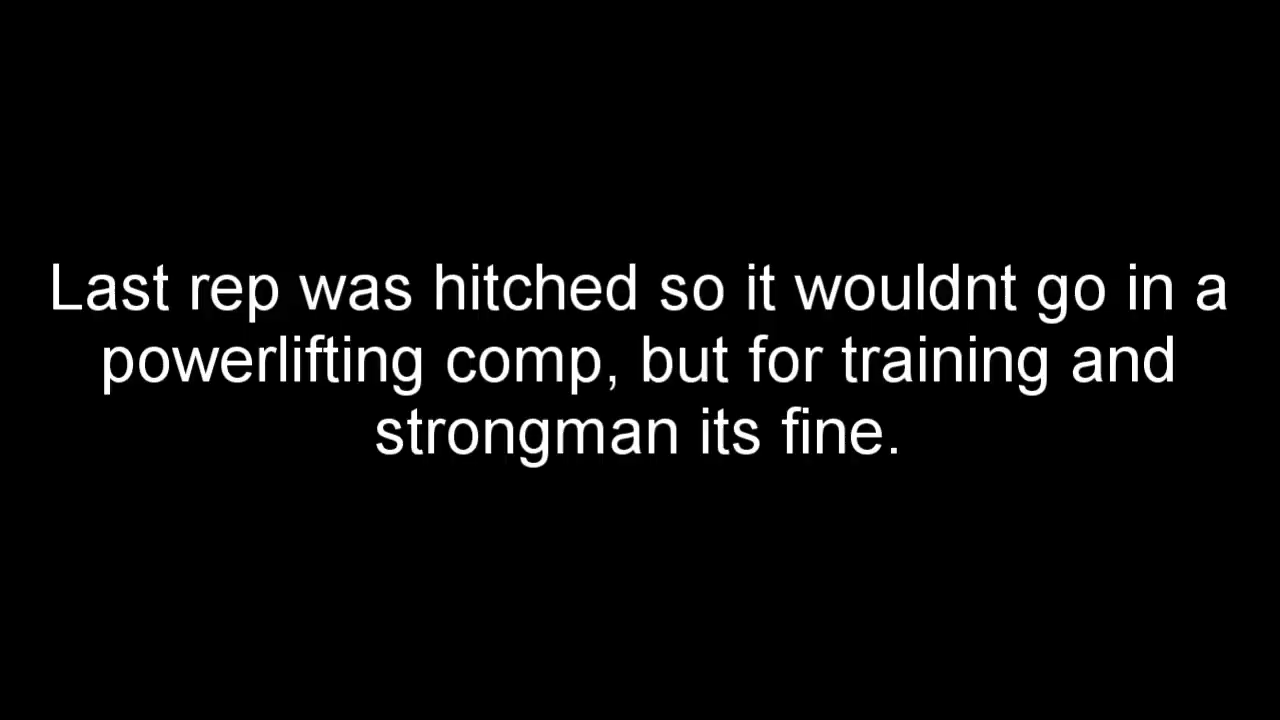 Last rep was hitched so it wouldnt go in a
powerlifting comp, but for training and
strongman its fine.